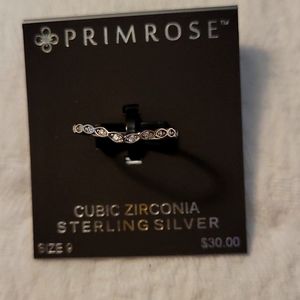 PRIMROSE™
CUBIC ZIRCONIA
STERLING SILVER
SIZE 9 $30.00